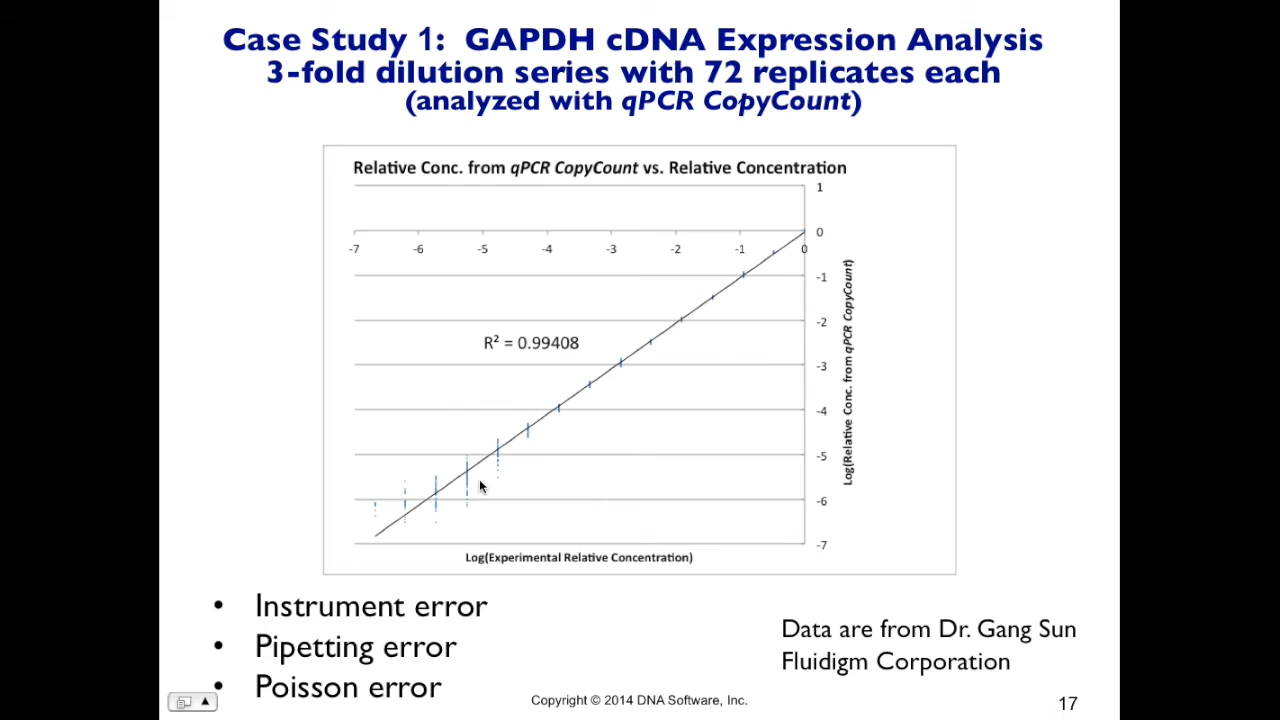 Case Study 1: GAPDH cDNA Expression Analysis
3-fold dilution series with 72 replicates each
(analyzed with qPCR CopyCount)
Relative Conc. from qPCR CopyCount vs. Relative Concentration
1
0
-7 -6 -5 -4 -3 -2 -1 0
-1
-2
R² = 0.99408
-3
-4
-5
-6
-7
Log(Relative Conc. from qPCR CopyCount)
Log(Experimental Relative Concentration)
• Instrument error
• Pipetting error
• Poisson error
Data are from Dr. Gang Sun
Fluidigm Corporation
Copyright © 2014 DNA Software, Inc.
17